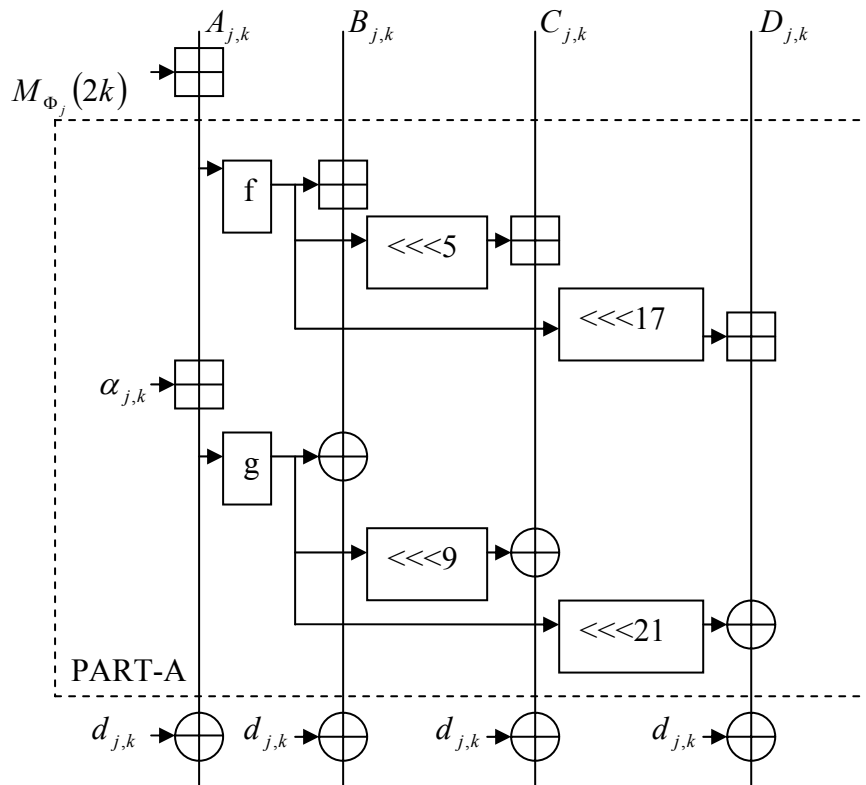 A_{j,k} B_{j,k} C_{j,k} D_{j,k}
M_{Φ_j}(2k)
f
<<<5
<<<17
α_{j,k}
g
<<<9
<<<21
PART-A
d_{j,k} d_{j,k} d_{j,k} d_{j,k}